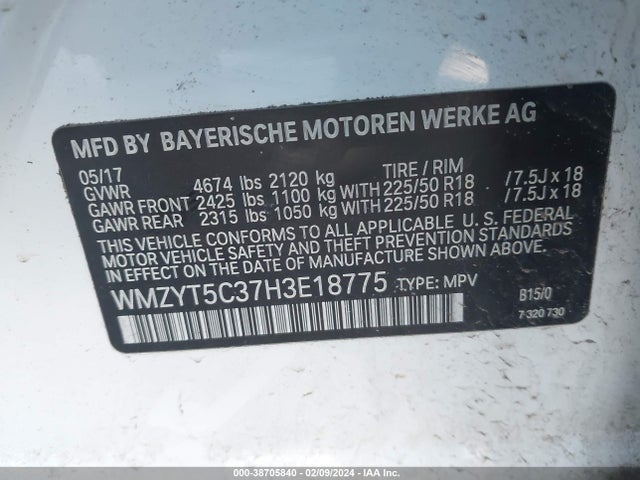 MFD BY BAYERISCHE MOTOREN WERKE AG
05/17 TIRE / RIM
GVWR 4674 lbs 2120 kg
GAWR FRONT 2425 lbs 1100 kg WITH 225/50 R18 /7.5J x 18
GAWR REAR 2315 lbs 1050 kg WITH 225/50 R18 /7.5J x 18
THIS VEHICLE CONFORMS TO ALL APPLICABLE U. S. FEDERAL
MOTOR VEHICLE SAFETY AND THEFT PREVENTION STANDARDS
IN EFFECT ON THE DATE OF MANUFACTURE SHOWN ABOVE.
WMZYT5C37H3E18775 TYPE: MPV
B15/0
7 320 730
000-38705840 - 02/09/2024 - IAA Inc.